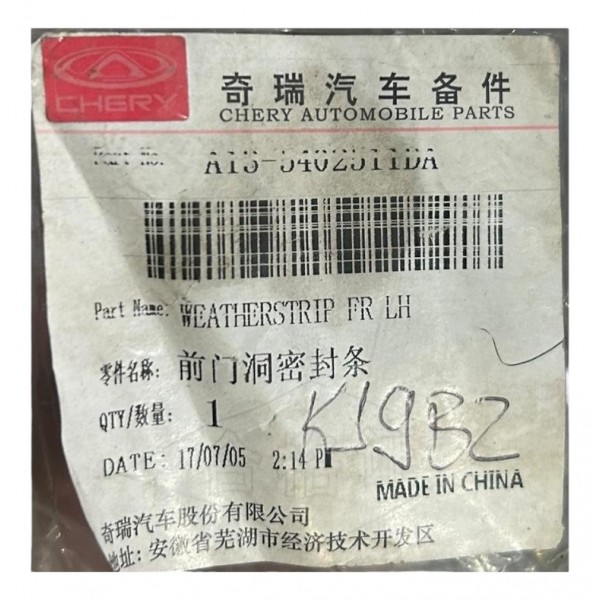 CHERY
奇瑞汽车备件
CHERY AUTOMOBILE PARTS
Part No. A13-5402511DA
Part Name: WEATHERSTRIP FR LH
零件名称: 前门洞密封条
QTY/数量: 1
DATE: 17/07/05 2:14 PM
MADE IN CHINA
奇瑞汽车股份有限公司
地址: 安徽省芜湖市经济技术开发区